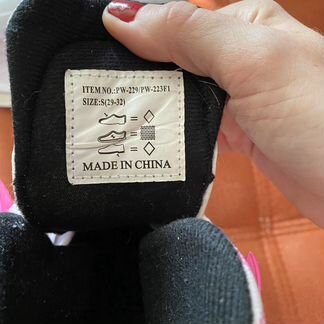 ITEM NO.:PW-229/PW-223F1
SIZE:S(29-32)
=
=
=
MADE IN CHINA